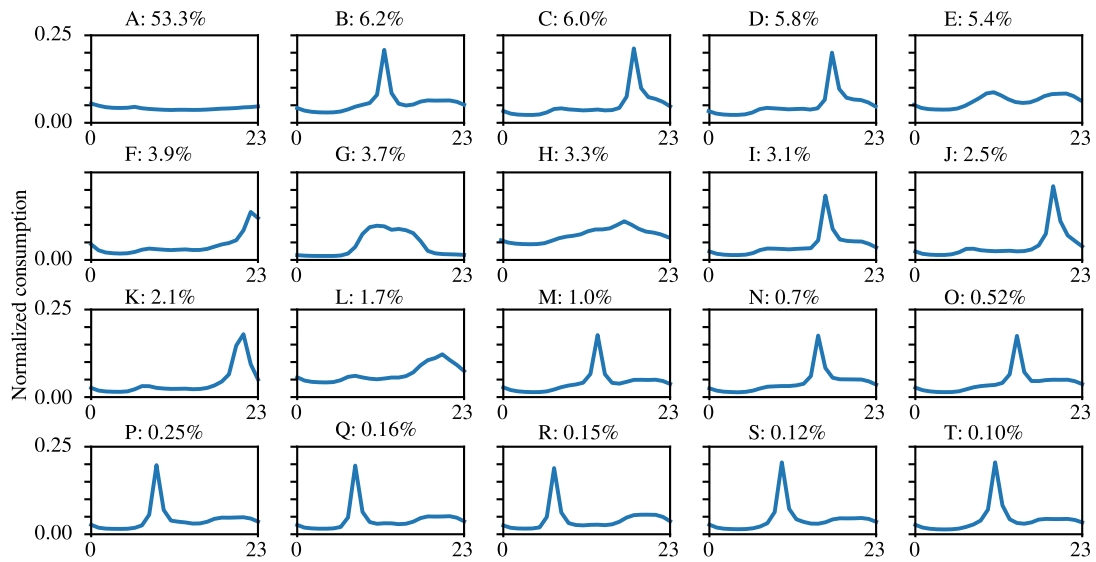 A: 53.3% B: 6.2% C: 6.0% D: 5.8% E: 5.4%
0.25
0.00
0 23 0 23 0 23 0 23 0 23
F: 3.9% G: 3.7% H: 3.3% I: 3.1% J: 2.5%
Normalized consumption
0.00
0 23 0 23 0 23 0 23 0 23
K: 2.1% L: 1.7% M: 1.0% N: 0.7% O: 0.52%
0.25
0.00
0 23 0 23 0 23 0 23 0 23
P: 0.25% Q: 0.16% R: 0.15% S: 0.12% T: 0.10%
0.25
0.00
0 23 0 23 0 23 0 23 0 23